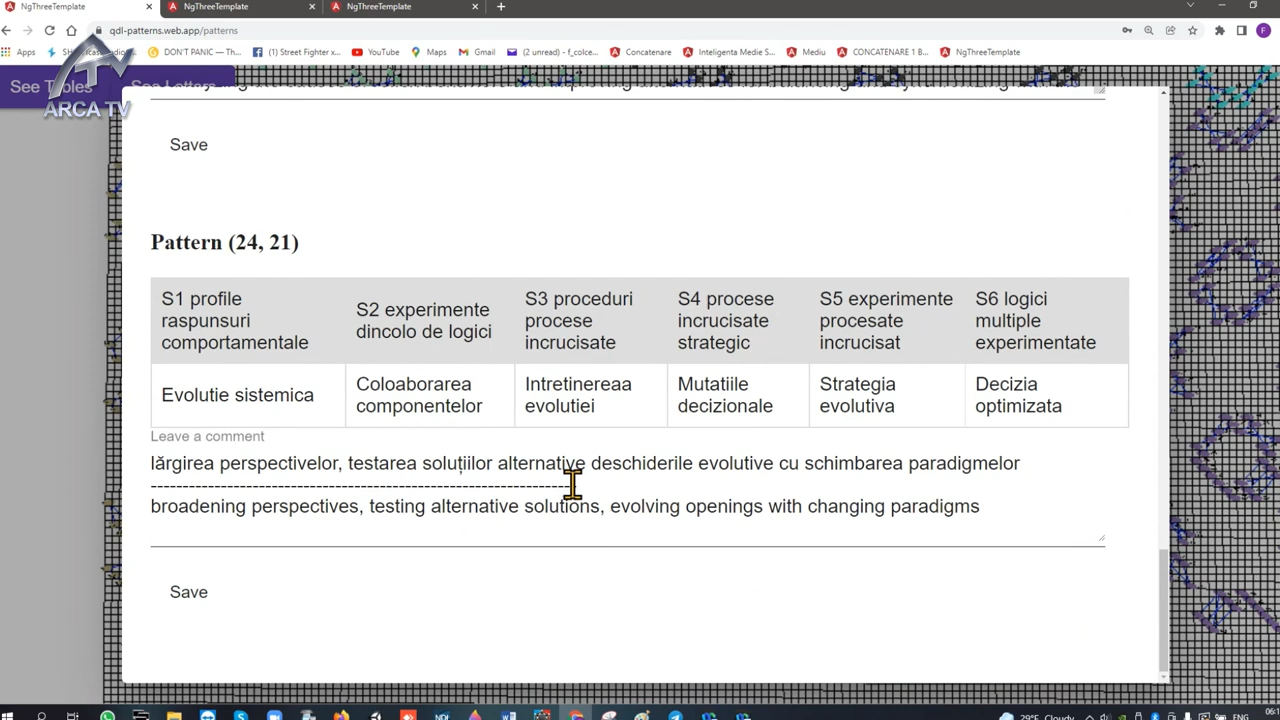 NgThreeTemplate
NgThreeTemplate
NgThreeTemplate
qdl-patterns.web.app/patterns
Apps
DON'T PANIC — Th...
(1) Street Fighter x...
YouTube
Maps
Gmail
(2 unread) - f_colce...
Concatenare
Inteligenta Medie S...
Mediu
CONCATENARE 1 B...
NgThreeTemplate
See Tables
See Letters
ARCA TV
Save
Pattern (24, 21)
S1 profile
raspunsuri
comportamentale
S2 experimente
dincolo de logici
S3 proceduri
procese
incrucisate
S4 procese
incrucisate
strategic
S5 experimente
procesate
incrucisat
S6 logici
multiple
experimentate
Evolutie sistemica
Coloaborarea
componentelor
Intretinereaa
evolutiei
Mutatiile
decizionale
Strategia
evolutiva
Decizia
optimizata
Leave a comment
lărgirea perspectivelor, testarea soluțiilor alternative deschiderile evolutive cu schimbarea paradigmelor
------------------------------------------------------------------
broadening perspectives, testing alternative solutions, evolving openings with changing paradigms
Save
29°F Cloudy
ENG